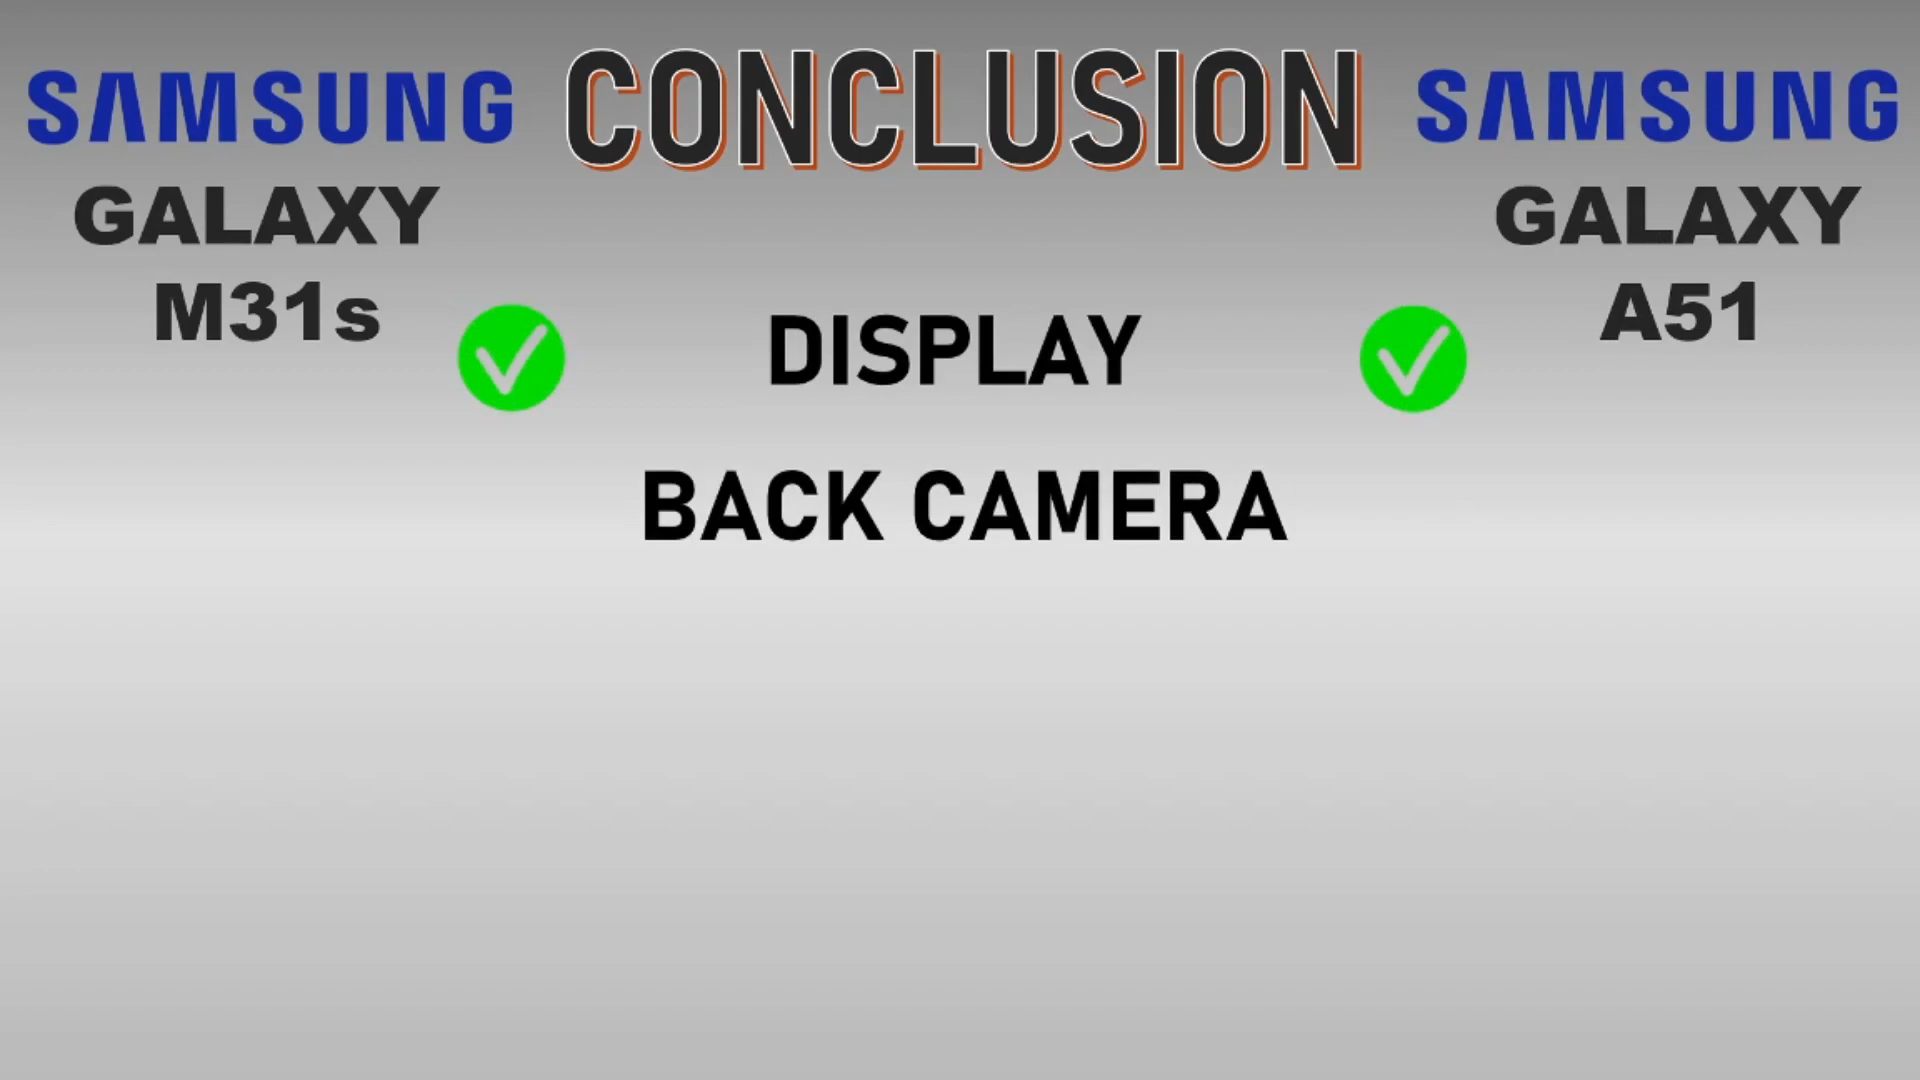 SAMSUNG
GALAXY
M31s
CONCLUSION
SAMSUNG
GALAXY
A51
DISPLAY
BACK CAMERA